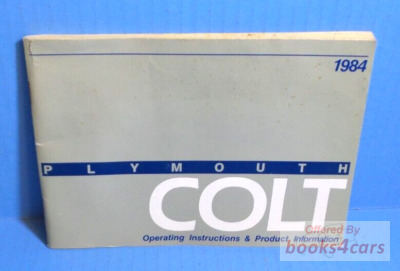 1984
PLYMOUTH
COLT
Offered By
books4cars
Operating Instructions & Product Information